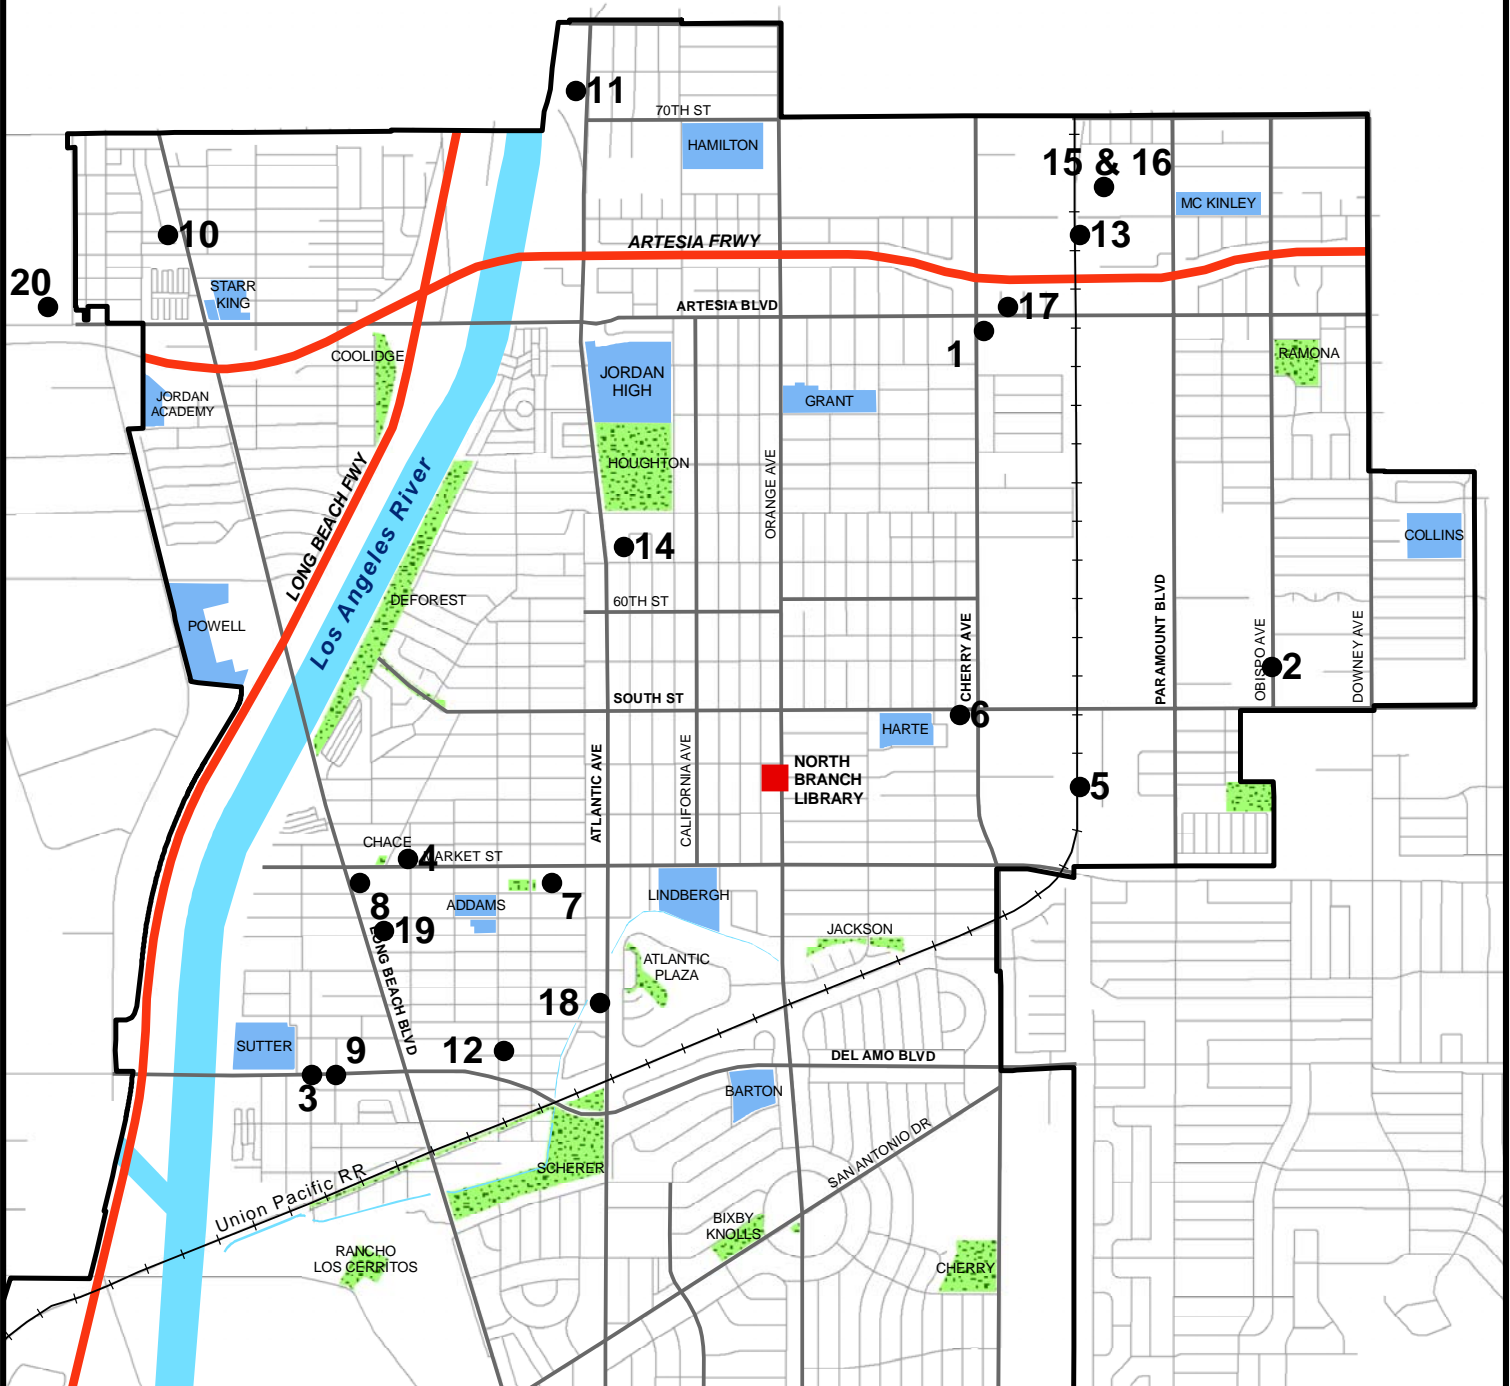 11
70TH ST
HAMILTON
15 & 16
MC KINLEY
10
13
ARTESIA FRWY
20
STARR
KING
ARTESIA BLVD
17
1
COOLIDGE
RAMONA
JORDAN
HIGH
JORDAN
ACADEMY
GRANT
HOUGHTON
LONG BEACH FWY
Los Angeles River
ORANGE AVE
COLLINS
14
DEFOREST
60TH ST
POWELL
CHERRY AVE
PARAMOUNT BLVD
OBISPO AVE
2
DOWNEY AVE
SOUTH ST
6
HARTE
ATLANTIC AVE
CALIFORNIA AVE
NORTH
BRANCH
LIBRARY
5
CHACE
4
MARKET ST
8
ADDAMS
7
LINDBERGH
19
LONG BEACH BLVD
JACKSON
ATLANTIC
PLAZA
18
SUTTER
9
12
DEL AMO BLVD
3
BARTON
SAN ANTONIO DR
SCHERER
Union Pacific RR
BIXBY
KNOLLS
RANCHO
LOS CERRITOS
CHERRY